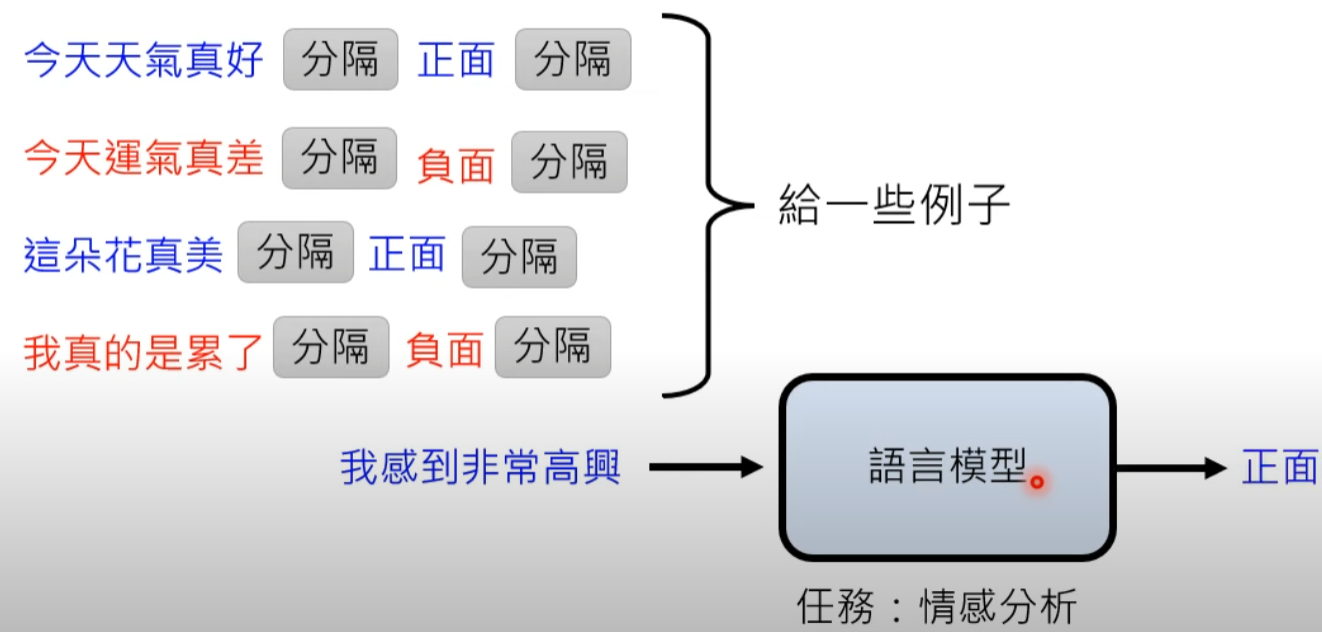 今天天氣真好 分隔 正面 分隔
今天運氣真差 分隔 負面 分隔
給一些例子
這朵花真美 分隔 正面 分隔
我真的是累了 分隔 負面 分隔
我感到非常高興 語言模型 正面
任務：情感分析